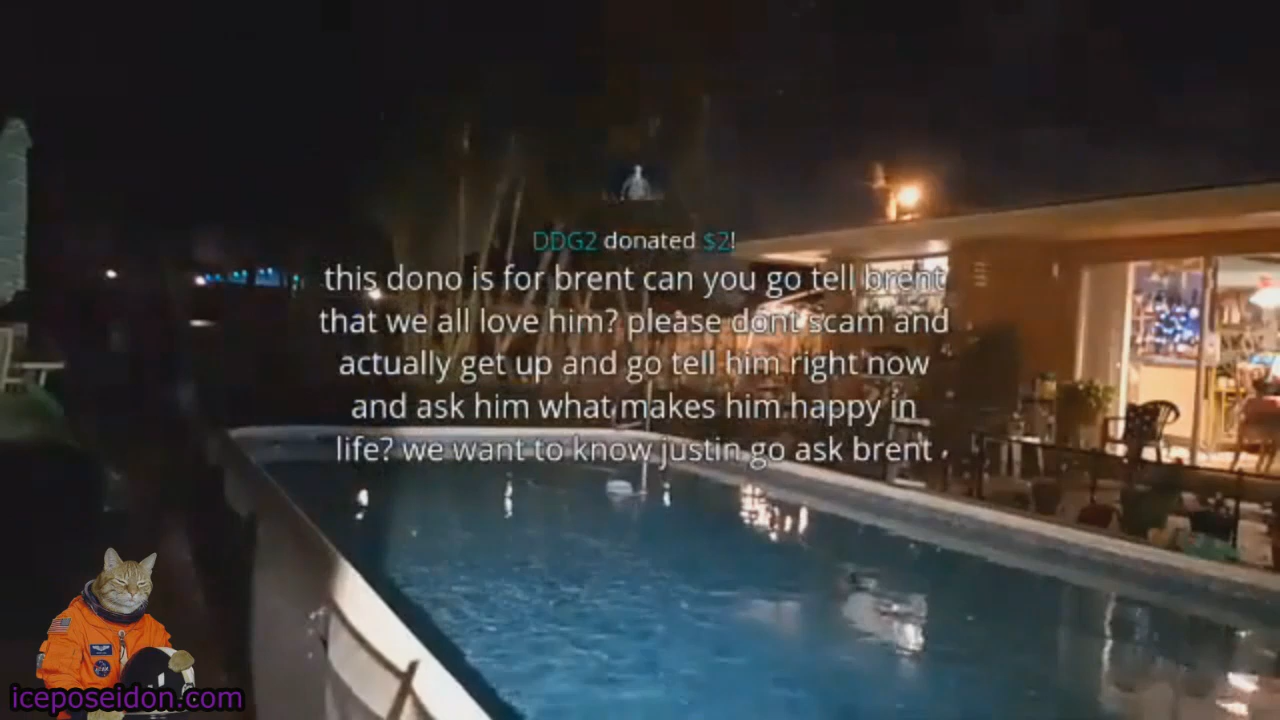 DDG2 donated $2!
this dono is for brent can you go tell brent
that we all love him? please dont scam and
actually get up and go tell him right now
and ask him what makes him happy in
life? we want to know justin go ask brent
iceposeidon.com